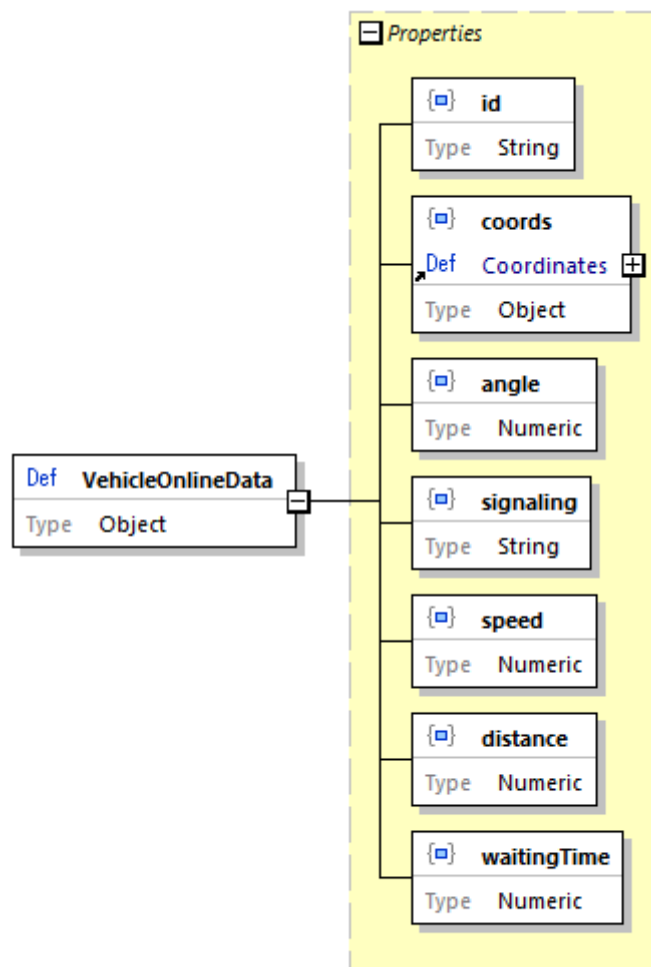 Properties
id
Type String
coords
Def Coordinates
Type Object
angle
Type Numeric
Def VehicleOnlineData
Type Object
signaling
Type String
speed
Type Numeric
distance
Type Numeric
waitingTime
Type Numeric